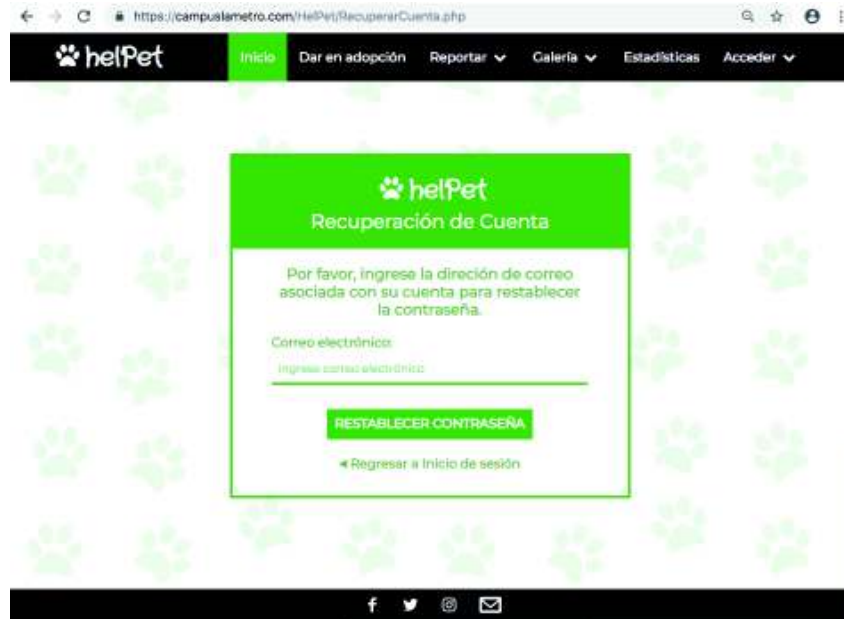 https://campuslametro.com/HelPet/RecuperarCuenta.php
helPet
Inicio Dar en adopción Reportar Galería Estadísticas Acceder
helPet
Recuperación de Cuenta
Por favor, ingrese la direción de correo
asociada con su cuenta para restablecer
la contraseña.
Correo electrónico:
Ingrese correo electrónico
RESTABLECER CONTRASEÑA
Regresar a Inicio de sesión